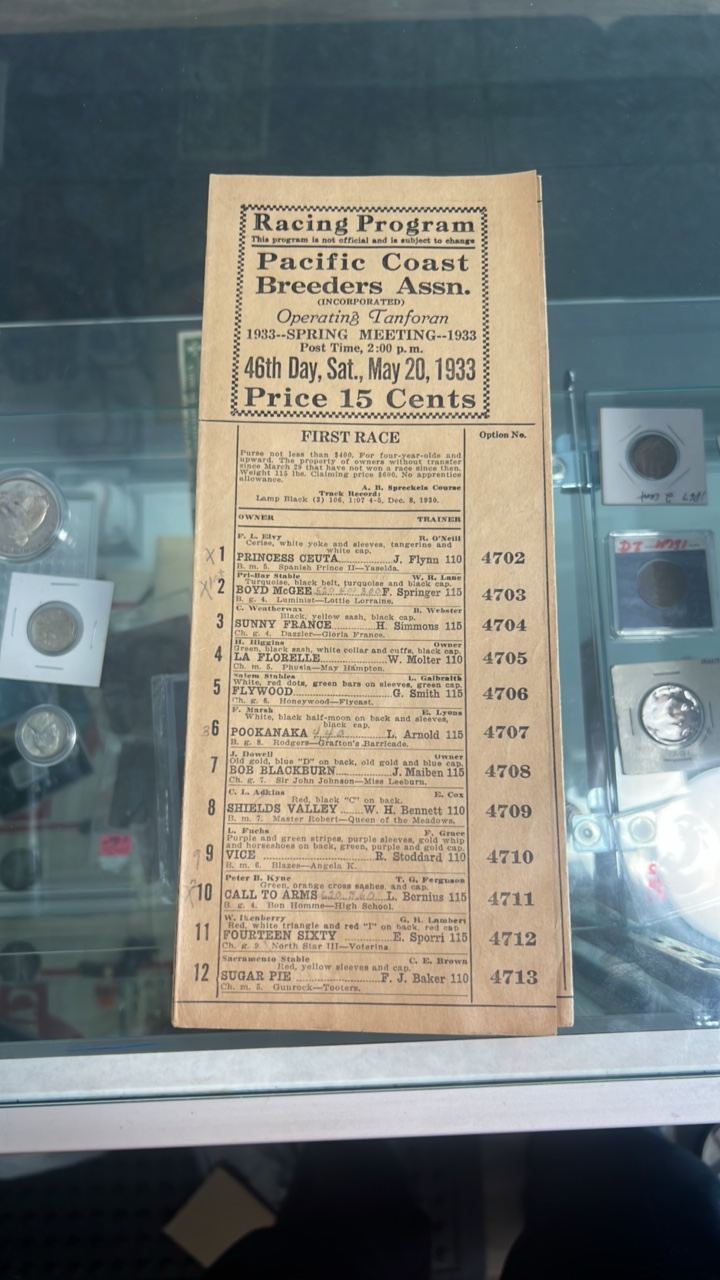 Racing Program
This program is not official and is subject to change
Pacific Coast
Breeders Assn.
(INCORPORATED)
Operating Tanforan
1933--SPRING MEETING--1933
Post Time, 2:00 p. m.
46th Day, Sat., May 20, 1933
Price 15 Cents
FIRST RACE
Option No.
Purse not less than $400. For four-year-olds and
upward. The property of owners without transfer
since March 29 that have not won a race since then.
Weight 115 lbs. Claiming price $600. No apprentice
allowance.
A. B. Spreckels Course
Track Record:
Lamp Black (3) 106, 1:07 4-5, Dec. 8, 1920.
OWNER TRAINER
F. L. Elvy R. O'Neill
Cerise, white yoke and sleeves, tangerine and
white cap.
1 PRINCESS CEUTA J. Flynn 110 4702
B. m. 5. Spanish Prince II—Yaselda.
Pri-Bar Stable W. R. Lane
Turquoise, black belt, turquoise and black cap.
2 BOYD McGEE F. Springer 115 4703
B. g. 4. Luminist—Lottie Lorraine.
C. Weatherwax B. Webster
Black, yellow sash, black cap.
3 SUNNY FRANCE H. Simmons 115 4704
Ch. g. 4. Dazzler—Gloria France.
H. Higgins Owner
Green, black sash, white collar and cuffs, black cap.
4 LA FLORELLE W. Molter 110 4705
Ch. m. 5. Phusla—May Hampton.
Salem Stables L. Galbraith
White, red dots, green bars on sleeves, green cap.
5 FLYWOOD G. Smith 115 4706
Ch. g. 6. Honeywood—Flycast.
F. Marsh E. Lyons
White, black half-moon on back and sleeves,
black cap.
6 POOKANAKA L. Arnold 115 4707
B. g. 8. Rodgers—Grafton's Barricade.
J. Dowell Owner
Old gold, blue "D" on back, old gold and blue cap.
7 BOB BLACKBURN J. Maiben 115 4708
Ch. g. 7. Sir John Johnson—Miss Leeburn.
C. L. Adkins E. Cox
Red, black "C" on back.
8 SHIELDS VALLEY W. H. Bennett 110 4709
B. m. 7. Master Robert—Queen of the Meadows.
L. Fuchs F. Grace
Purple and green stripes, purple sleeves, gold whip
and horseshoes on back, green, purple and gold cap.
9 VICE R. Stoddard 110 4710
B. m. 6. Blazes—Angela K.
Peter B. Kyne T. G. Ferguson
Green, orange cross sashes, and cap.
10 CALL TO ARMS L. Bernius 115 4711
B. g. 4. Bon Homme—High School.
W. Ikenberry G. H. Lambert
Red, white triangle and red "I" on back, red cap
11 FOURTEEN SIXTY E. Sporri 115 4712
Ch. g. 9. North Star III—Voterina.
Sacramento Stable C. E. Brown
Red, yellow sleeves and cap.
12 SUGAR PIE F. J. Baker 110 4713
Ch. m. 5. Gunrock—Tooters.
1867 2 Cent